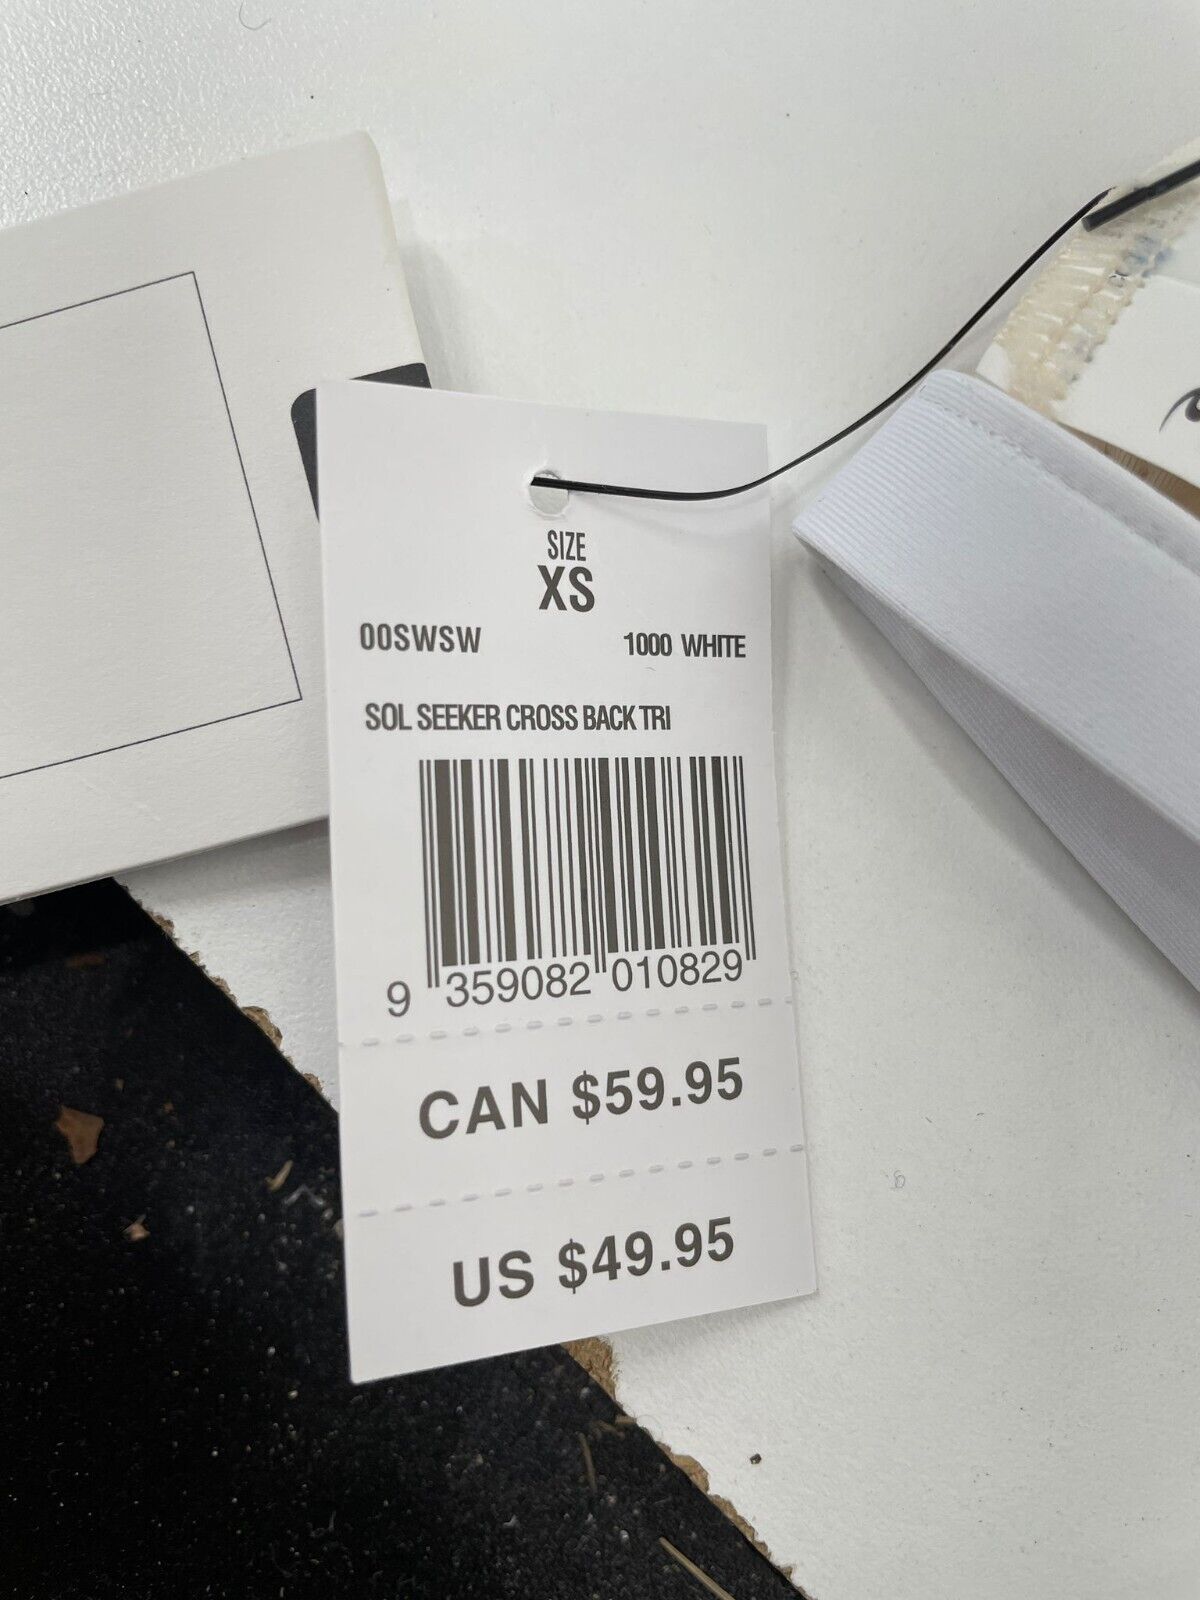 SIZE
XS
00SWSW 1000 WHITE
SOL SEEKER CROSS BACK TRI
9 359082 010829
CAN $59.95
US $49.95